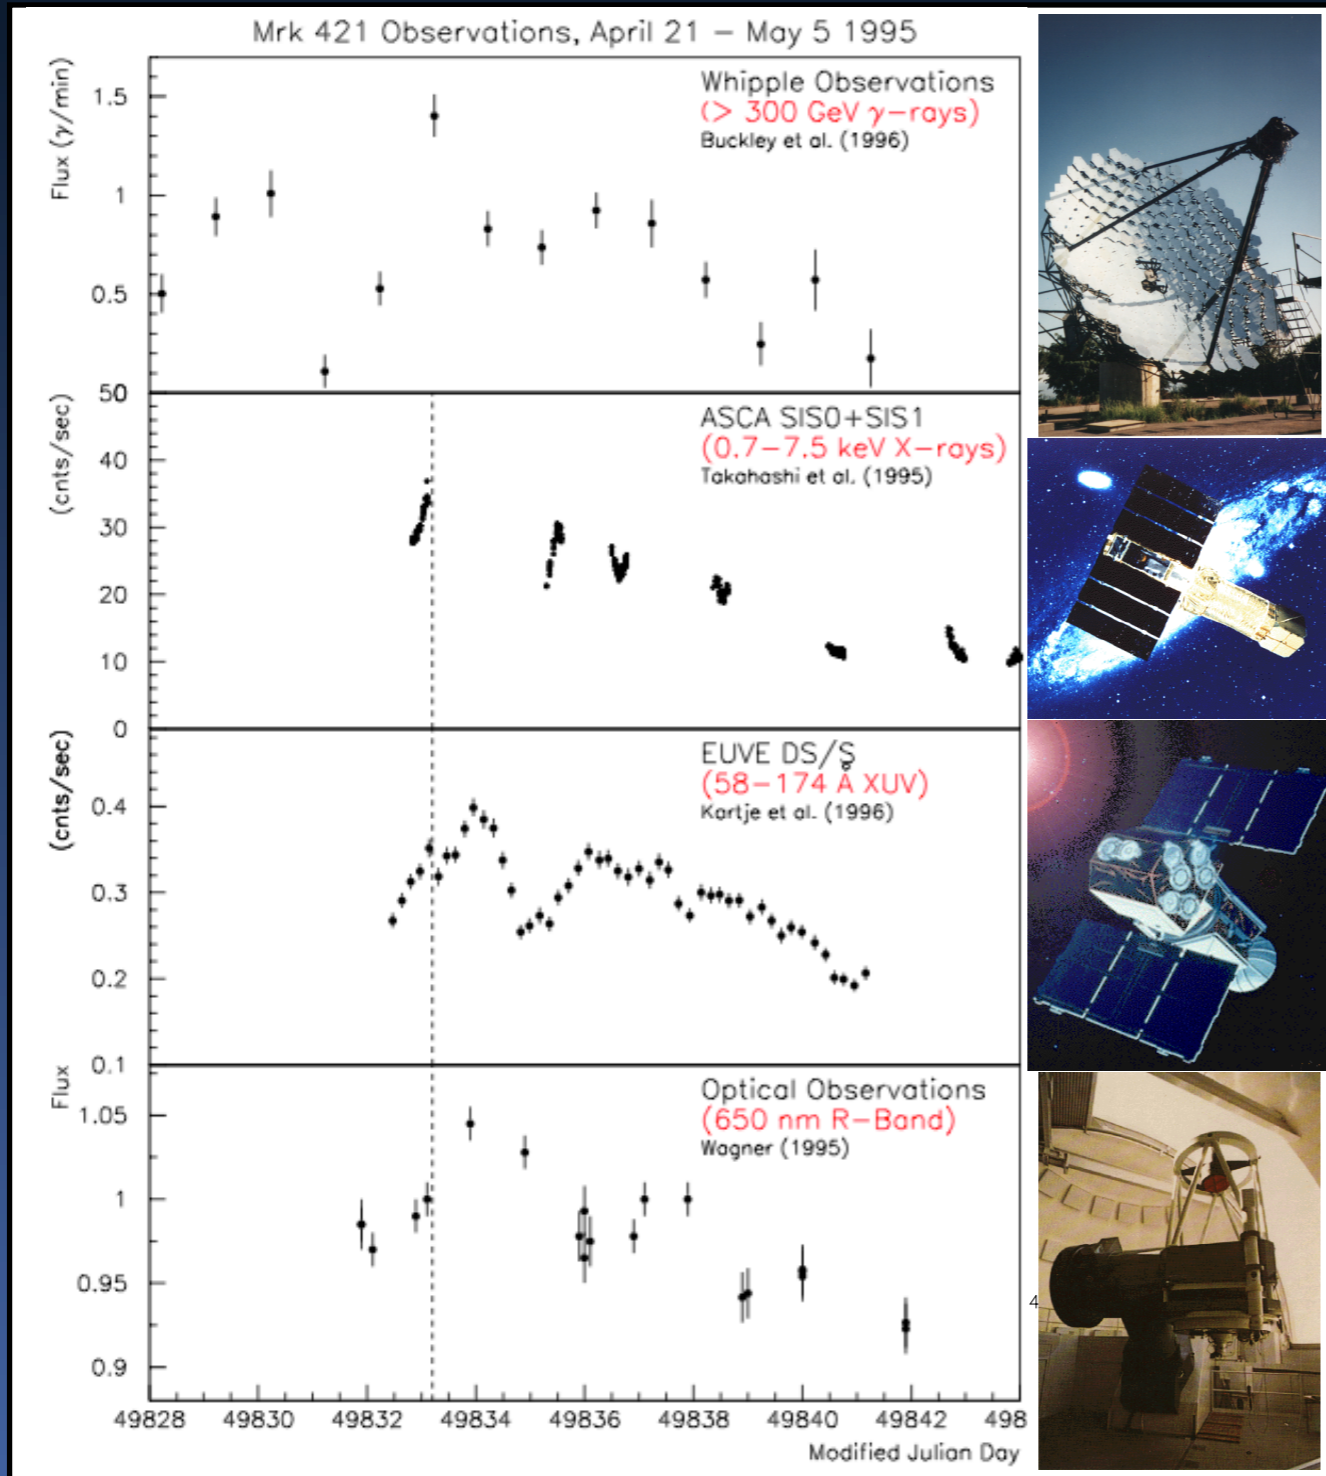 Mrk 421 Observations, April 21 – May 5 1995
Flux (γ/min)
1.5
1
0.5
Whipple Observations
(> 300 GeV γ–rays)
Buckley et al. (1996)
(cnts/sec)
50
40
30
20
10
0
ASCA SIS0+SIS1
(0.7–7.5 keV X–rays)
Takahashi et al. (1995)
(cnts/sec)
0.4
0.3
0.2
0.1
EUVE DS/S
(58–174 Å XUV)
Kartje et al. (1996)
Flux
1.05
1
0.95
0.9
Optical Observations
(650 nm R–Band)
Wagner (1995)
4
49828 49830 49832 49834 49836 49838 49840 49842 498
Modified Julian Day